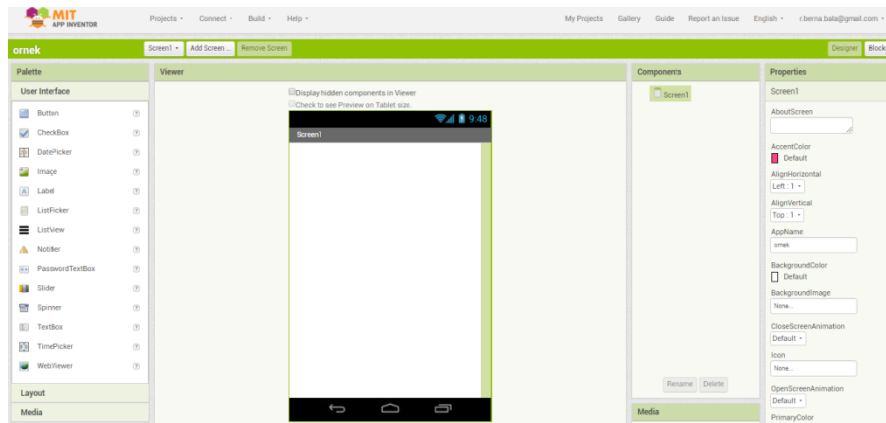 MIT
APP INVENTOR
Projects
Connect
Build
Help
My Projects
Gallery
Guide
Report an Issue
English
r.berna.bala@gmail.com
ornek
Screen1
Add Screen ...
Remove Screen
Designer
Block
Palette
User Interface
Button
CheckBox
DatePicker
Image
Label
ListPicker
ListView
Notifier
PasswordTextBox
Slider
Spinner
TextBox
TimePicker
WebViewer
Layout
Media
Viewer
Display hidden components in Viewer
Check to see Preview on Tablet size.
9:48
Screen1
Components
Screen1
Rename
Delete
Media
Properties
Screen1
AboutScreen
AccentColor
Default
AlignHorizontal
Left : 1
AlignVertical
Top : 1
AppName
ornek
BackgroundColor
Default
BackgroundImage
None...
CloseScreenAnimation
Default
Icon
None...
OpenScreenAnimation
Default
PrimaryColor